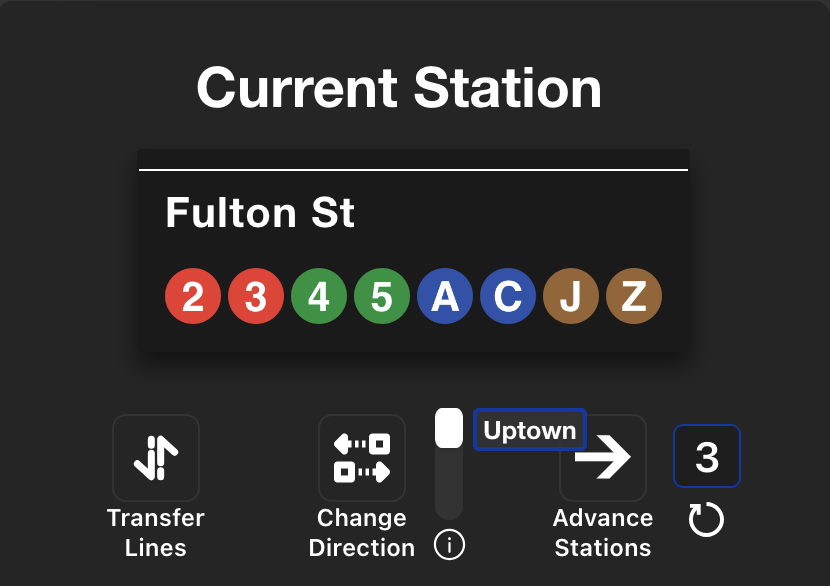 Current Station
Fulton St
2 3 4 5 A C J Z
Uptown
3
Transfer
Lines
Change
Direction
i
Advance
Stations